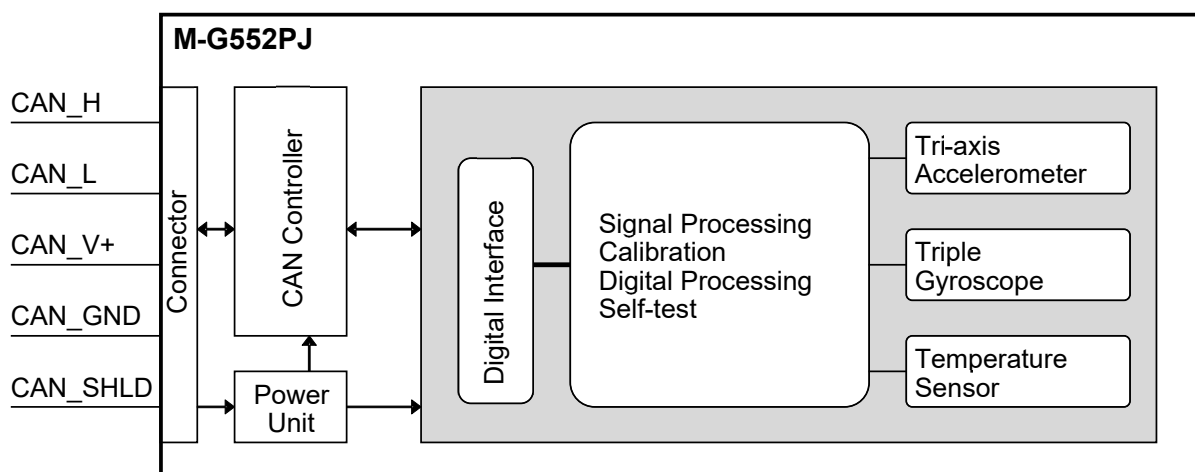 M-G552PJ
CAN_H
CAN_L
CAN_V+
CAN_GND
CAN_SHLD
Connector
CAN Controller
Power
Unit
Digital Interface
Signal Processing
Calibration
Digital Processing
Self-test
Tri-axis
Accelerometer
Triple
Gyroscope
Temperature
Sensor